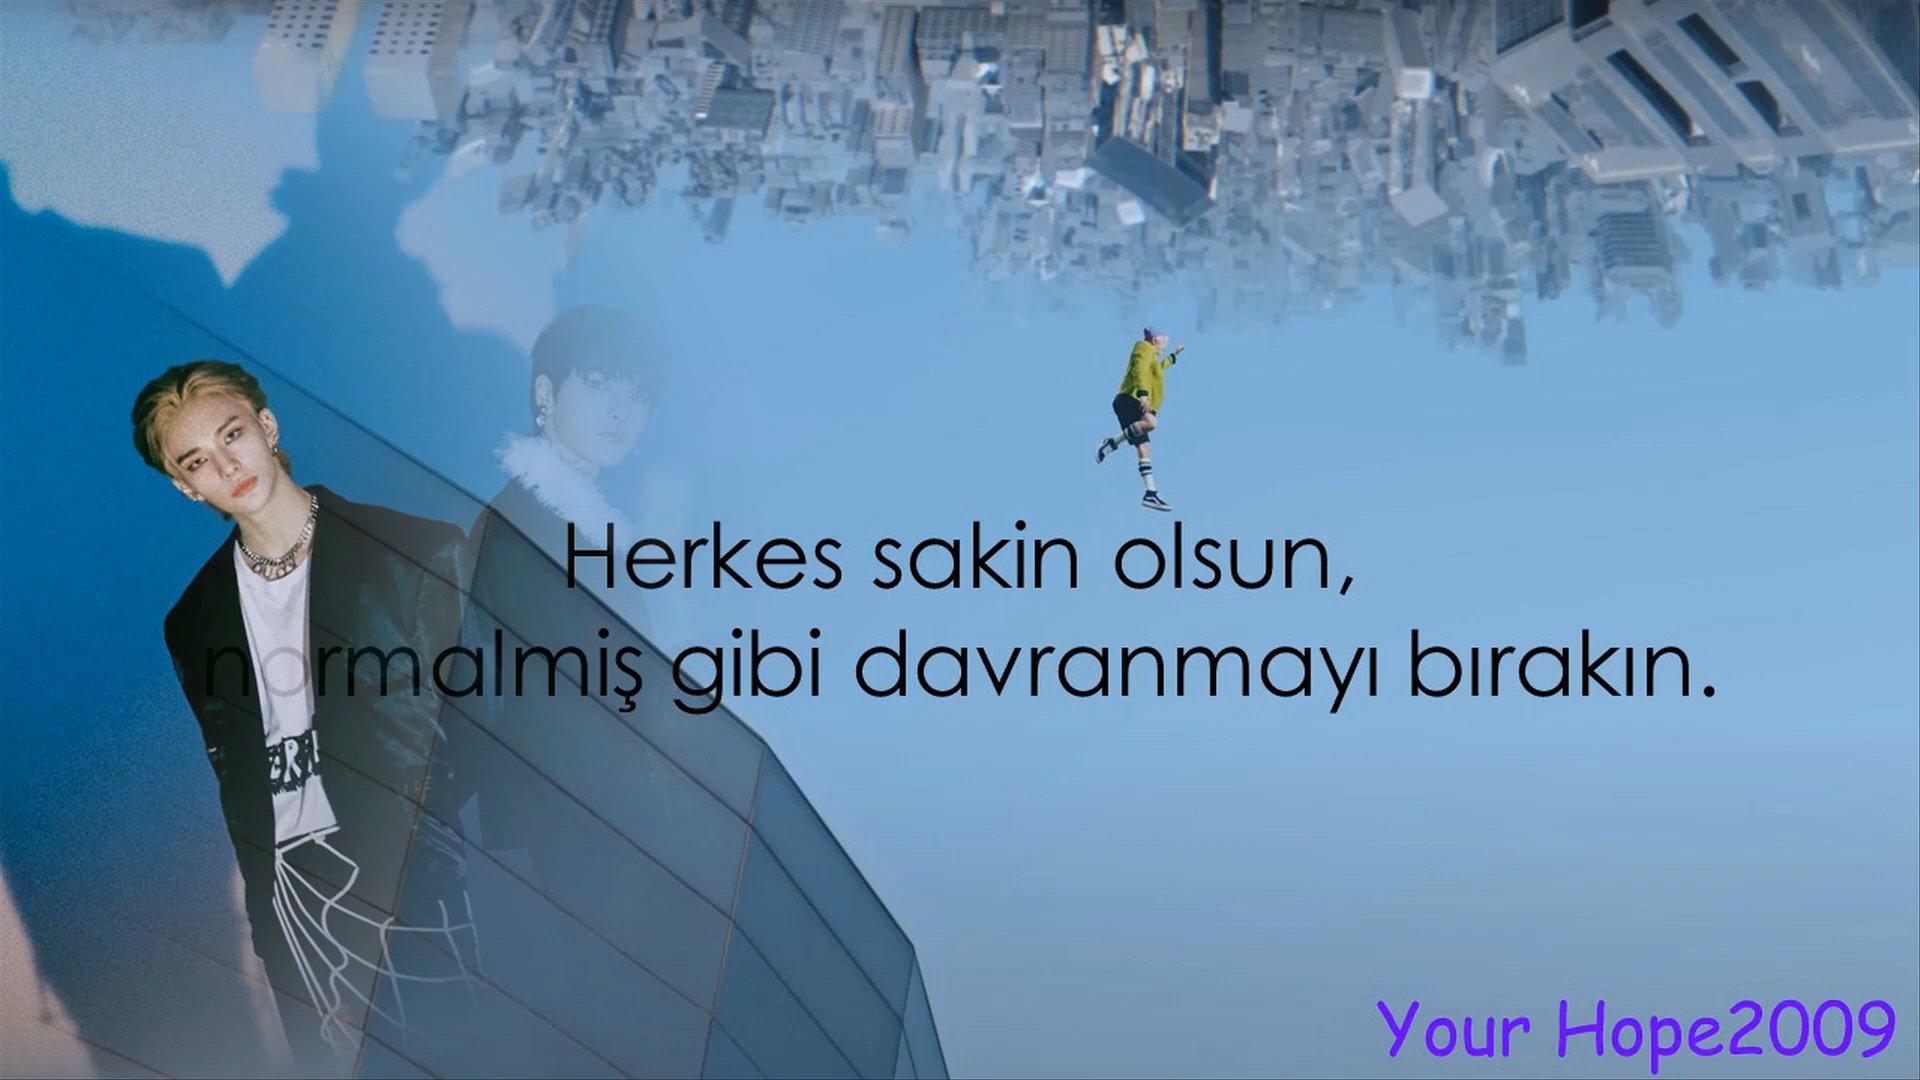 Herkes sakin olsun,
normalmiş gibi davranmayı bırakın.
Your Hope2009